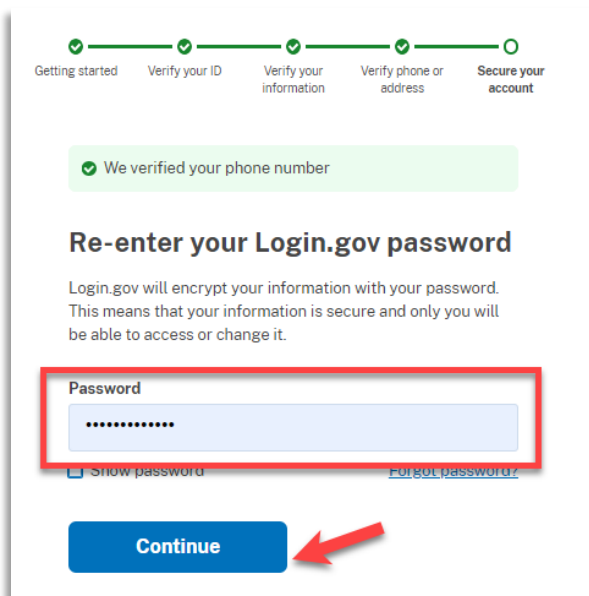 Getting started Verify your ID Verify your Verify phone or Secure your
information address account
We verified your phone number
Re-enter your Login.gov password
Login.gov will encrypt your information with your password.
This means that your information is secure and only you will
be able to access or change it.
Password
•••••••••••••
Show password Forgot password?
Continue